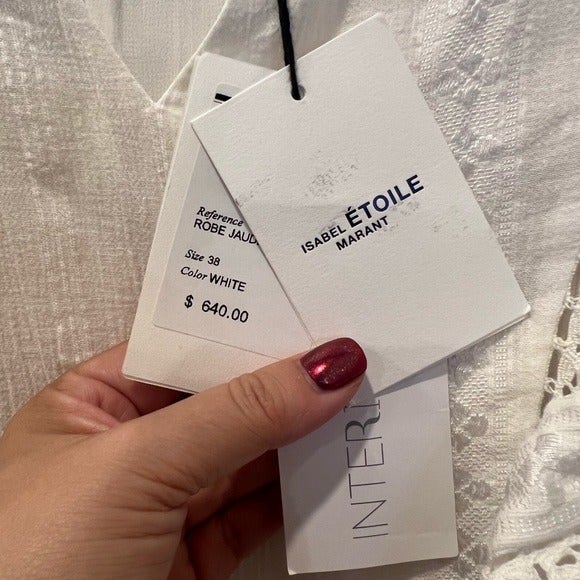 ISABEL ÉTOILE
MARANT
Reference
ROBE JAUD
Size 38
Color WHITE
$ 640.00
INTER